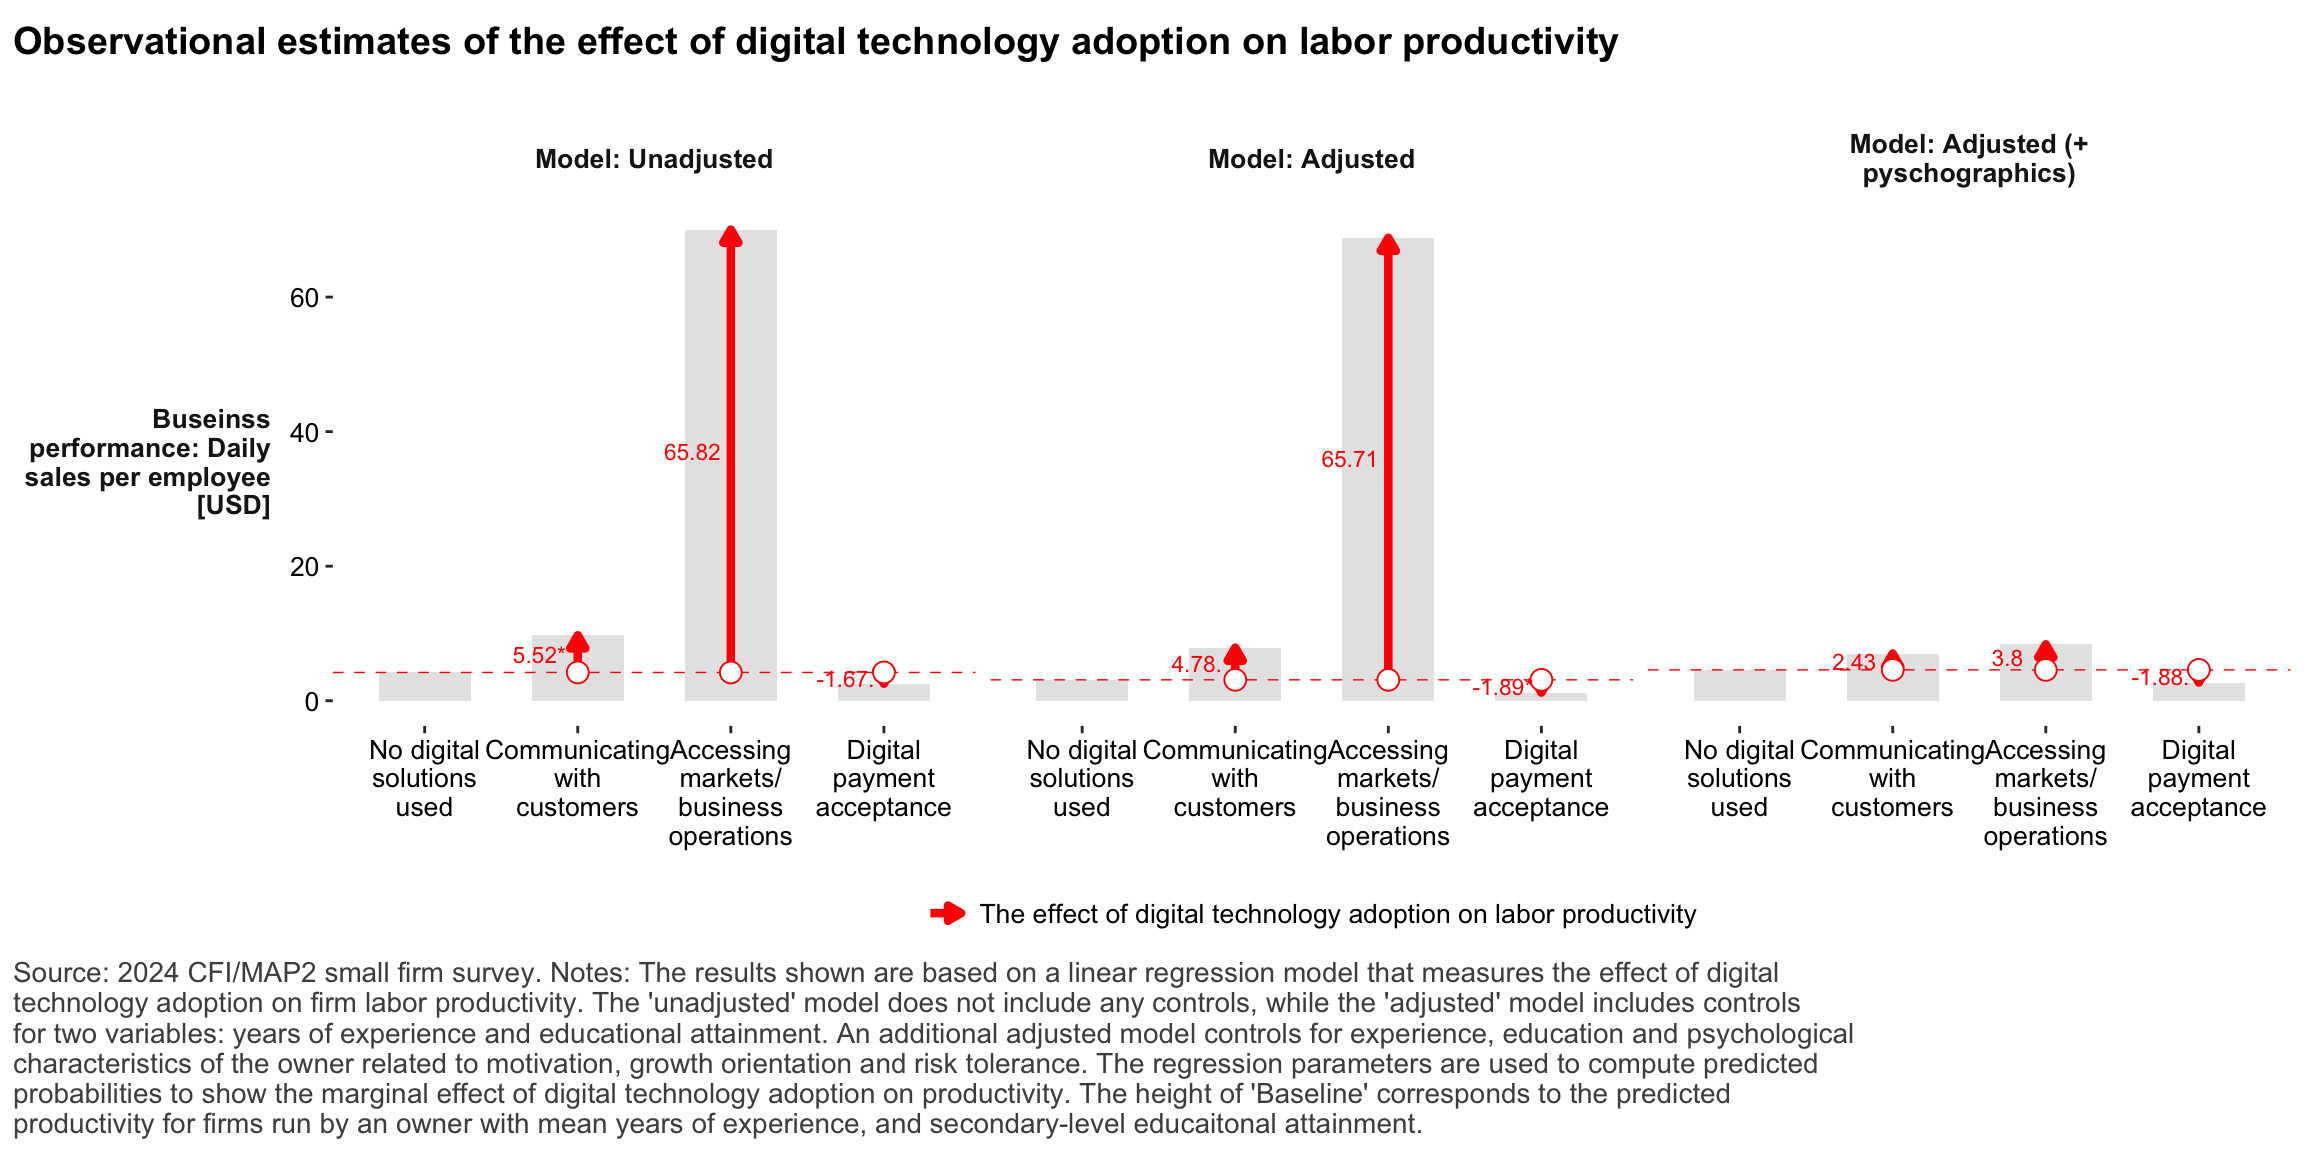 Observational estimates of the effect of digital technology adoption on labor productivity
Model: Unadjusted
Model: Adjusted
Model: Adjusted (+
pyschographics)
Buseinss
performance: Daily
sales per employee
[USD]
60
40
20
0
5.52*
65.82
-1.67.
4.78.
65.71
-1.89*
2.43
3.8
-1.88.
No digital
solutions
used
Communicating
with
customers
Accessing
markets/
business
operations
Digital
payment
acceptance
No digital
solutions
used
Communicating
with
customers
Accessing
markets/
business
operations
Digital
payment
acceptance
No digital
solutions
used
Communicating
with
customers
Accessing
markets/
business
operations
Digital
payment
acceptance
The effect of digital technology adoption on labor productivity
Source: 2024 CFI/MAP2 small firm survey. Notes: The results shown are based on a linear regression model that measures the effect of digital
technology adoption on firm labor productivity. The 'unadjusted' model does not include any controls, while the 'adjusted' model includes controls
for two variables: years of experience and educational attainment. An additional adjusted model controls for experience, education and psychological
characteristics of the owner related to motivation, growth orientation and risk tolerance. The regression parameters are used to compute predicted
probabilities to show the marginal effect of digital technology adoption on productivity. The height of 'Baseline' corresponds to the predicted
productivity for firms run by an owner with mean years of experience, and secondary-level educaitonal attainment.